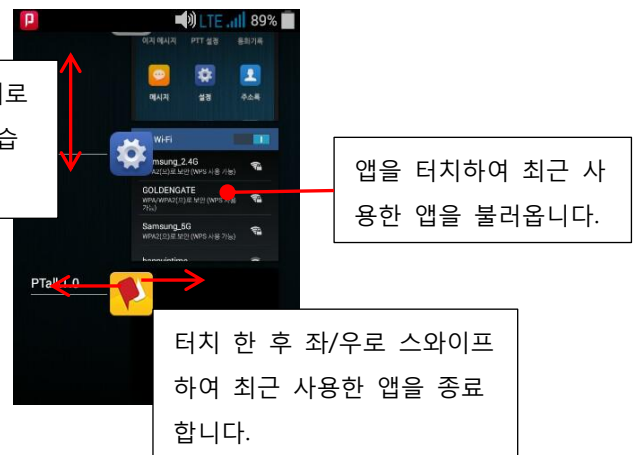 LTE 89%
이지 메시지 PTT 설정 통화기록
메시지 설정 주소록
로
습
Wi-Fi
msung_2.4G
(으)로 보안 (WPS 사용 가능)
GOLDENGATE
WPA/WPA2(으)로 보안 (WPS 사용
가능)
Samsung_5G
WPA2(으)로 보안 (WPS 사용 가능)
앱을 터치하여 최근 사
용한 앱을 불러옵니다.
PTalk 1.0
터치 한 후 좌/우로 스와이프
하여 최근 사용한 앱을 종료
합니다.